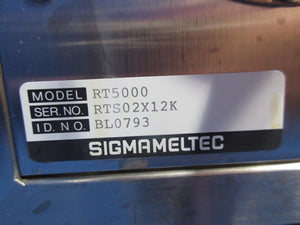 MODEL RT5000
SER.NO. RTS02X12K
I.D. NO. BL0793
SIGMAMELTEC